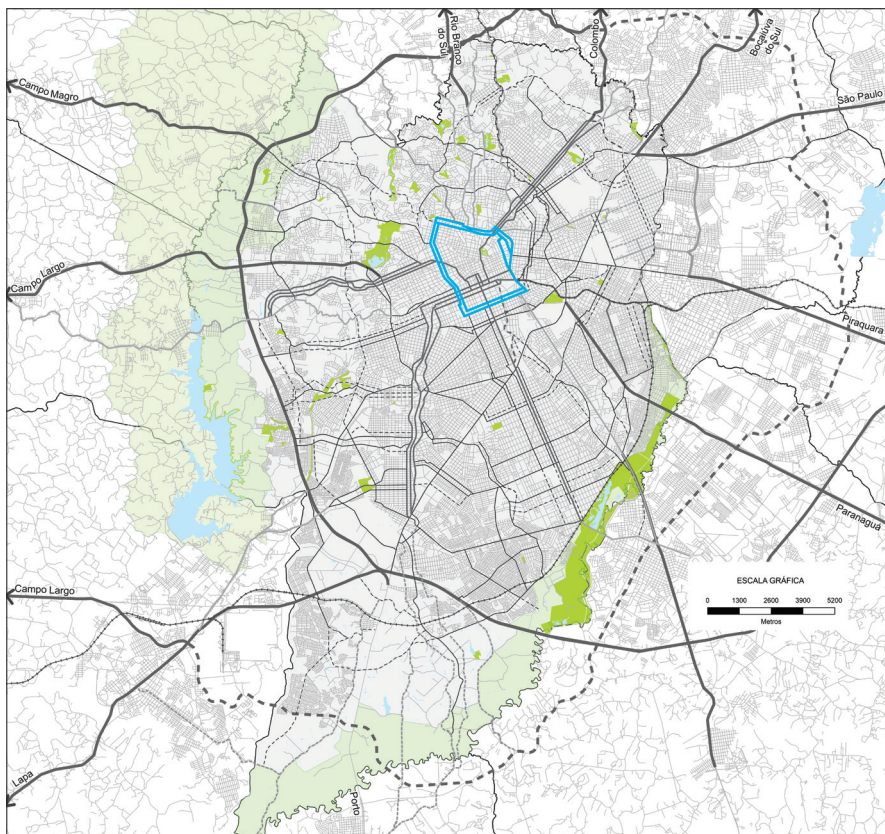 Rio Branco
do Sul
Colombo
Bocaiúva
do Sul
São Paulo
Campo Magro
Campo Largo
Piraquara
Paranaguá
ESCALA GRÁFICA
0 1300 2600 3900 5200
Metros
Campo Largo
Lapa
Porto